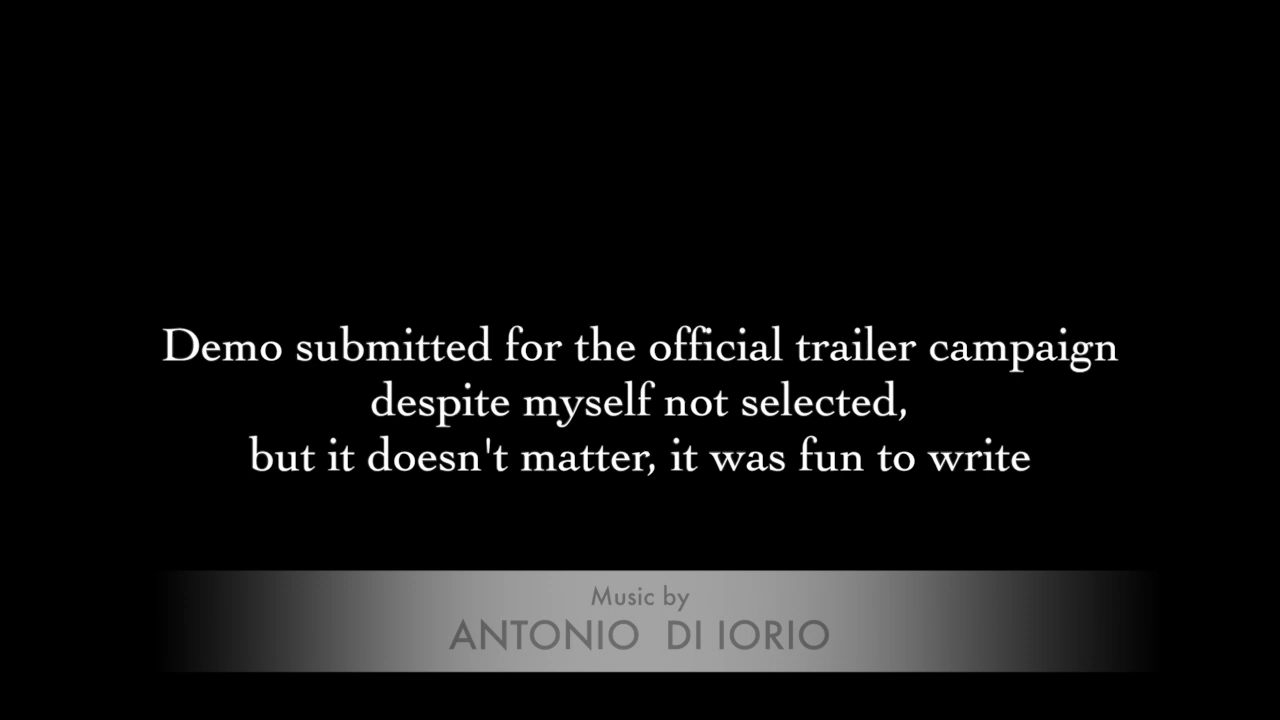 Demo submitted for the official trailer campaign
despite myself not selected,
but it doesn't matter, it was fun to write
Music by
ANTONIO DI IORIO